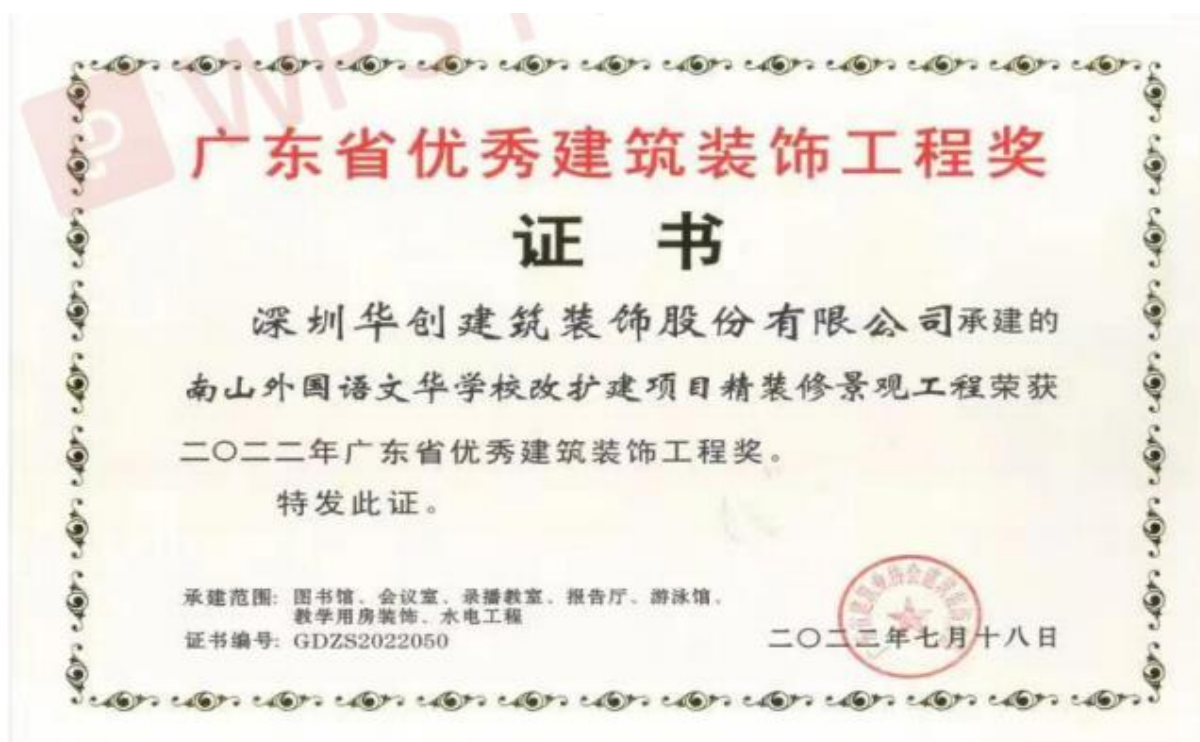 WPS
广东省优秀建筑装饰工程奖
证 书
深圳华创建筑装饰股份有限公司承建的
南山外国语文华学校改扩建项目精装修景观工程荣获
二〇二二年广东省优秀建筑装饰工程奖。
特发此证。
承建范围: 图书馆、会议室、录播教室、报告厅、游泳馆、
教学用房装饰、水电工程
证书编号: GDZS2022050
二〇二二年七月十八日